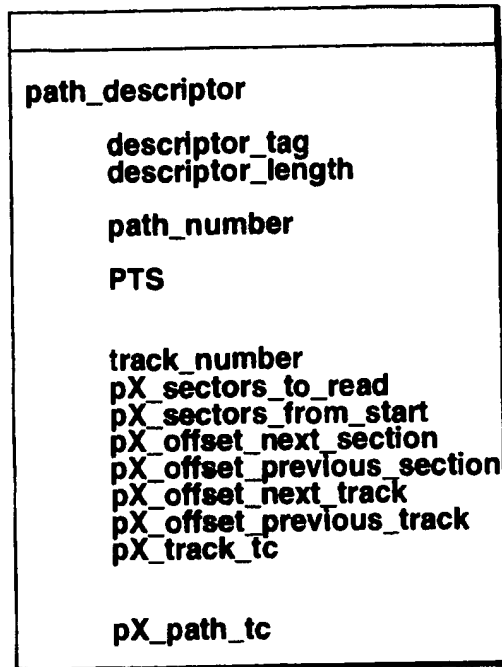 path_descriptor
descriptor_tag
descriptor_length
path_number
PTS
track_number
pX_sectors_to_read
pX_sectors_from_start
pX_offset_next_section
pX_offset_previous_section
pX_offset_next_track
pX_offset_previous_track
pX_track_tc
pX_path_tc